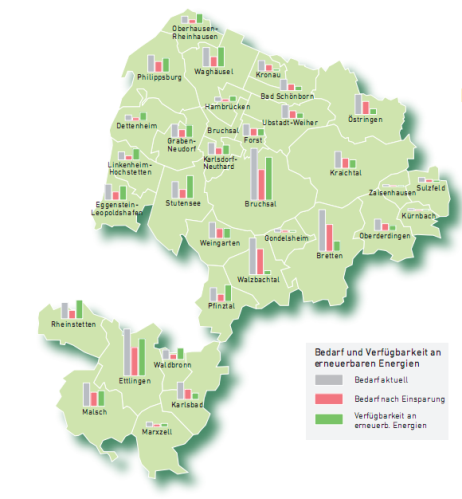 Oberhausen-
Rheinhausen
Philippsburg
Waghäusel
Kronau
Bad Schönborn
Hambrücken
Östringen
Dettenheim
Ubstadt-Weiher
Bruchsal
Graben-
Neudorf
Forst
Linkenheim-
Hochstetten
Karlsdorf-
Neuthard
Kraichtal
Sulzfeld
Zaisenhausen
Eggenstein-
Leopoldshafen
Stutensee
Bruchsal
Kürnbach
Weingarten
Gondelsheim
Oberderdingen
Bretten
Walzbachtal
Pfinztal
Rheinstetten
Waldbronn
Ettlingen
Malsch
Karlsbad
Marxzell
Bedarf und Verfügbarkeit an
erneuerbaren Energien
Bedarf aktuell
Bedarf nach Einsparung
Verfügbarkeit an
erneuerb. Energien